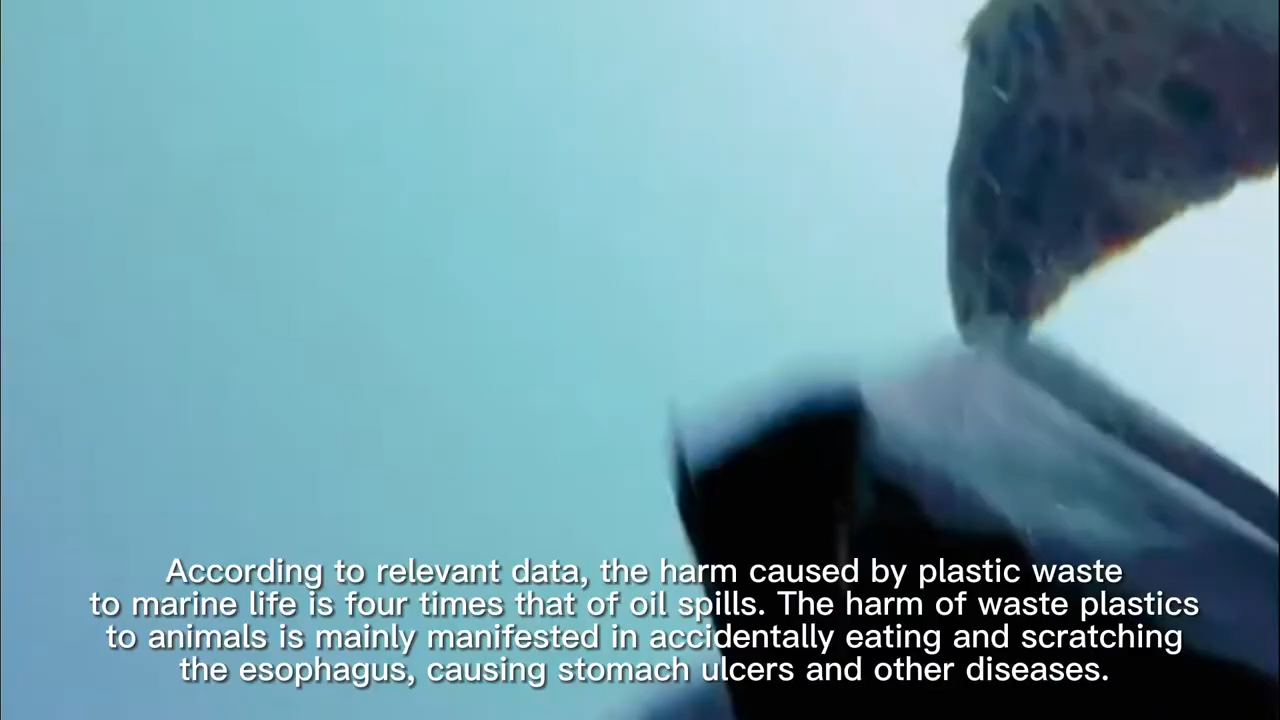 According to relevant data, the harm caused by plastic waste
to marine life is four times that of oil spills. The harm of waste plastics
to animals is mainly manifested in accidentally eating and scratching
the esophagus, causing stomach ulcers and other diseases.